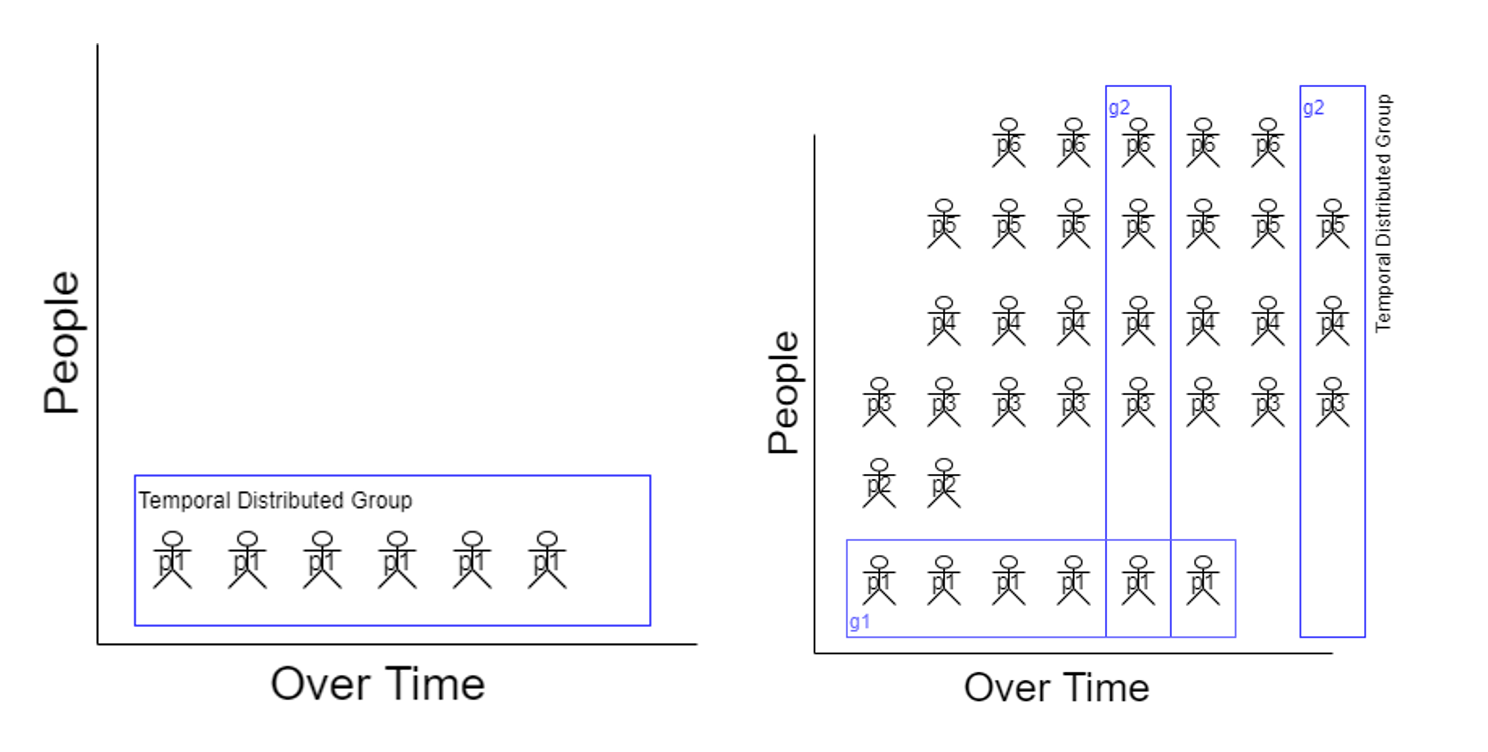 People
Temporal Distributed Group
p1 p1 p1 p1 p1 p1
Over Time
People
g2 g2
p6 p6 p6 p6 p6
p5 p5 p5 p5 p5 p5 p5
p4 p4 p4 p4 p4 p4 p4
p3 p3 p3 p3 p3 p3 p3 p3
p2 p2
p1 p1 p1 p1 p1 p1
g1
Temporal Distributed Group
Over Time